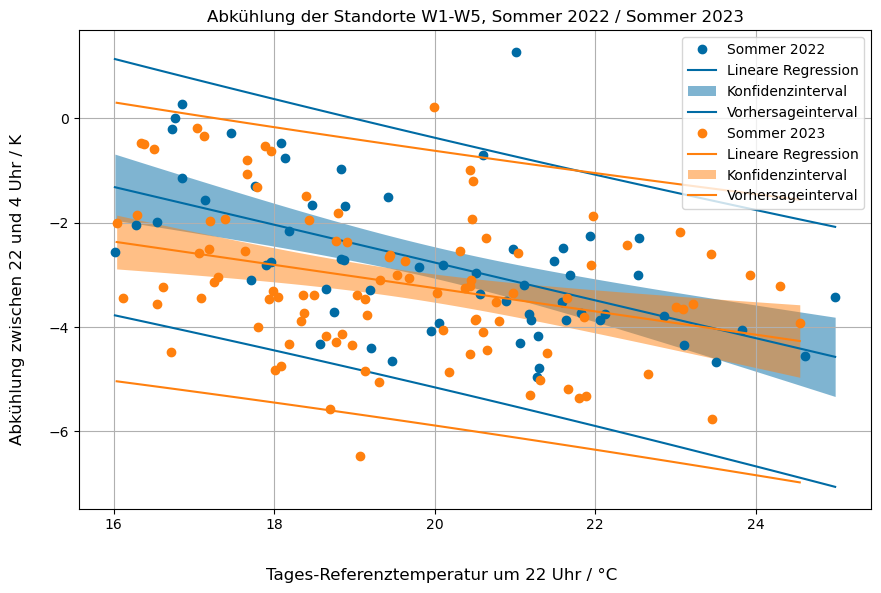 Abkühlung der Standorte W1-W5, Sommer 2022 / Sommer 2023
Sommer 2022
Lineare Regression
Konfidenzinterval
Vorhersageinterval
Sommer 2023
Lineare Regression
Konfidenzinterval
Vorhersageinterval
Abkühlung zwischen 22 und 4 Uhr / K
0
−2
−4
−6
16
18
20
22
24
Tages-Referenztemperatur um 22 Uhr / °C